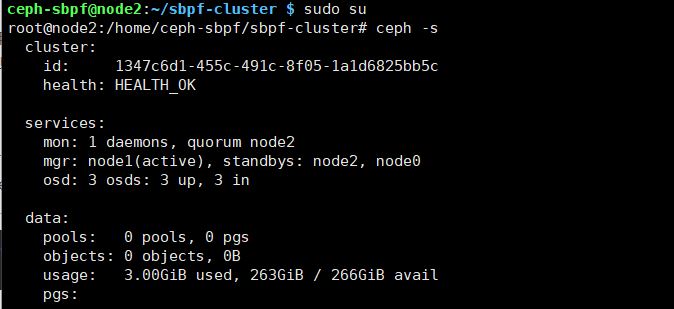 ceph-sbpf@node2:~/sbpf-cluster $ sudo su
root@node2:/home/ceph-sbpf/sbpf-cluster# ceph -s
  cluster:
    id:     1347c6d1-455c-491c-8f05-1a1d6825bb5c
    health: HEALTH_OK

  services:
    mon: 1 daemons, quorum node2
    mgr: node1(active), standbys: node2, node0
    osd: 3 osds: 3 up, 3 in

  data:
    pools:   0 pools, 0 pgs
    objects: 0 objects, 0B
    usage:   3.00GiB used, 263GiB / 266GiB avail
    pgs: